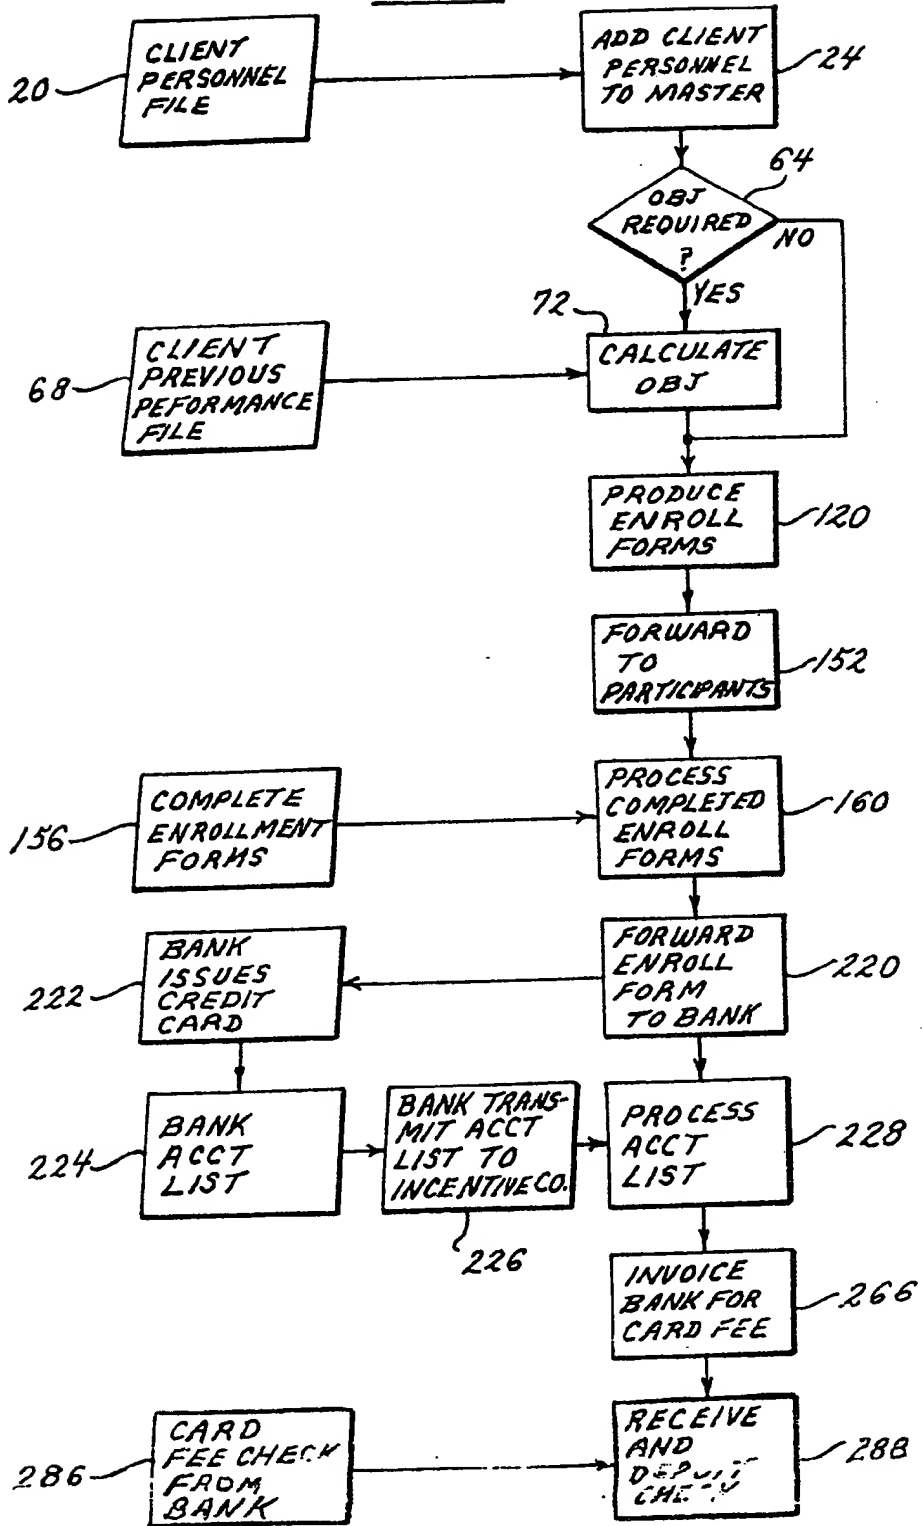 CLIENT
PERSONNEL
FILE
20
ADD CLIENT
PERSONNEL
TO MASTER
24
OBJ
REQUIRED
?
64
NO
YES
CLIENT
PREVIOUS
PEFORMANCE
FILE
68
72
CALCULATE
OBJ
PRODUCE
ENROLL
FORMS
120
FORWARD
TO
PARTICIPANTS
152
COMPLETE
ENROLLMENT
FORMS
156
PROCESS
COMPLETED
ENROLL
FORMS
160
FORWARD
ENROLL
FORM
TO BANK
220
BANK
ISSUES
CREDIT
CARD
222
BANK
ACCT
LIST
224
BANK TRANS-
MIT ACCT
LIST TO
INCENTIVE CO.
226
PROCESS
ACCT
LIST
228
INVOICE
BANK FOR
CARD FEE
266
CARD
FEE CHECK
FROM
BANK
286
RECEIVE
AND
DEPOSIT
CHECK
288